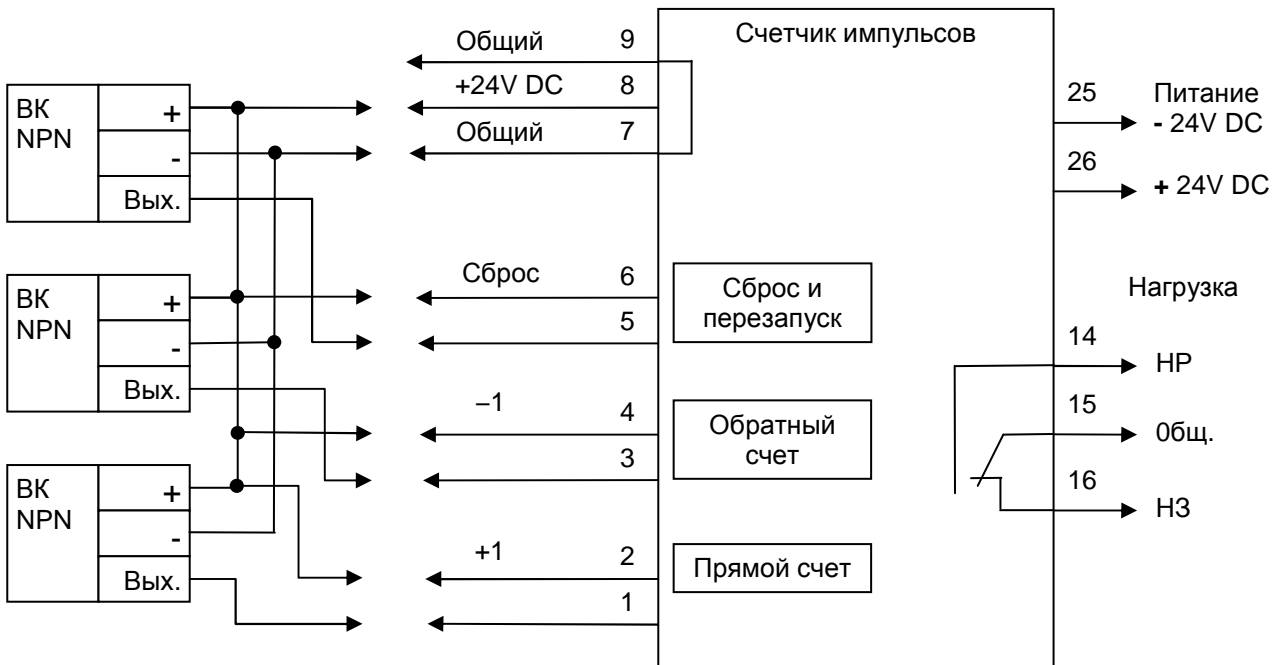 ВК
NPN
+
-
Вых.
ВК
NPN
+
-
Вых.
ВК
NPN
+
-
Вых.
Общий 9
+24V DC 8
Общий 7
Сброс 6
5
–1 4
3
+1 2
1
Счетчик импульсов
Сброс и
перезапуск
Обратный
счет
Прямой счет
25 Питание
- 24V DC
26
+ 24V DC
Нагрузка
14
НР
15
0бщ.
16
НЗ